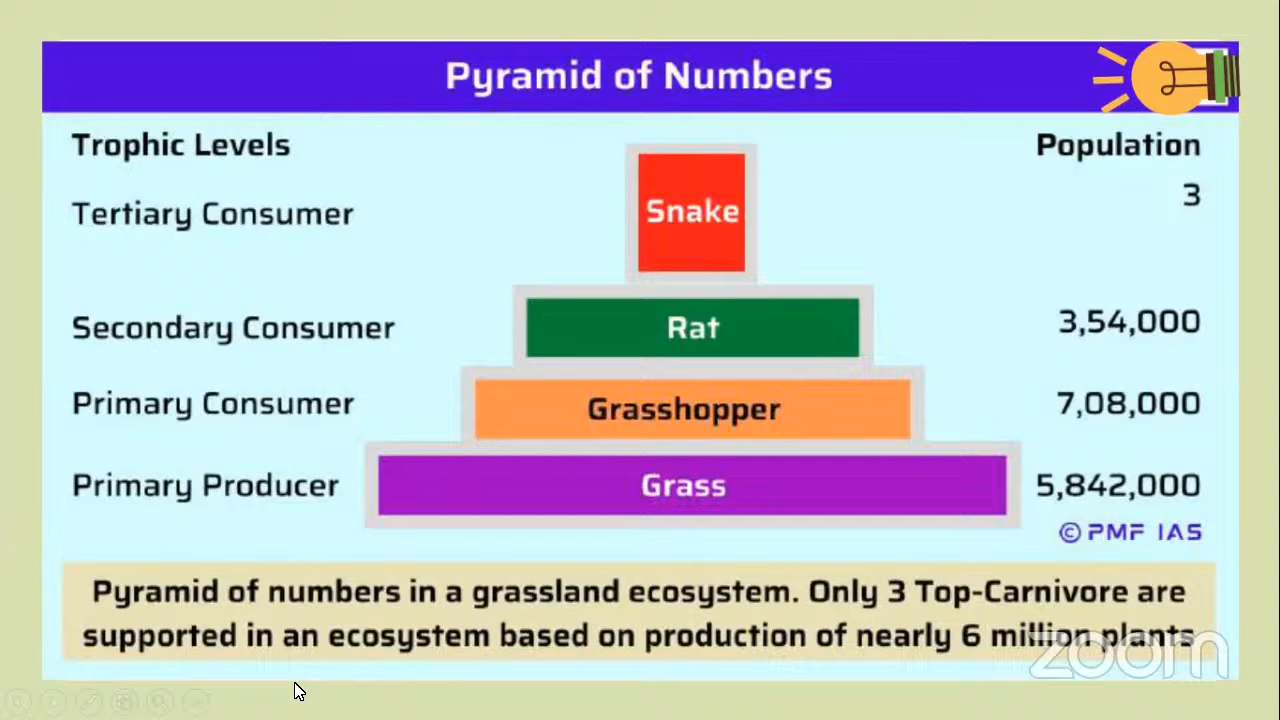 Pyramid of Numbers
Trophic Levels
Population
Tertiary Consumer
Snake
3
Secondary Consumer
Rat
3,54,000
Primary Consumer
Grasshopper
7,08,000
Primary Producer
Grass
5,842,000
© PMF IAS
Pyramid of numbers in a grassland ecosystem. Only 3 Top-Carnivore are
supported in an ecosystem based on production of nearly 6 million plants
zoom